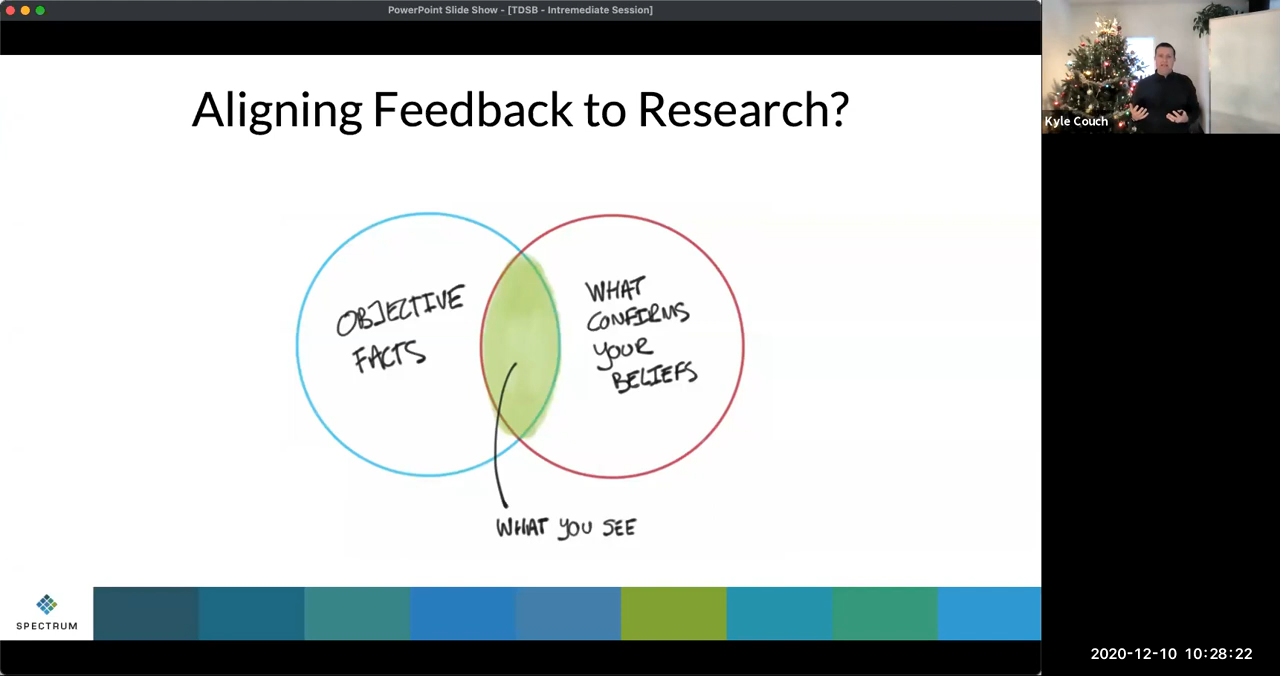 PowerPoint Slide Show - [TDSB - Intremediate Session]
Aligning Feedback to Research?
OBJECTIVE
FACTS
WHAT
CONFIRMS
YOUR
BELIEFS
WHAT YOU SEE
SPECTRUM
Kyle Couch
2020-12-10 10:28:22